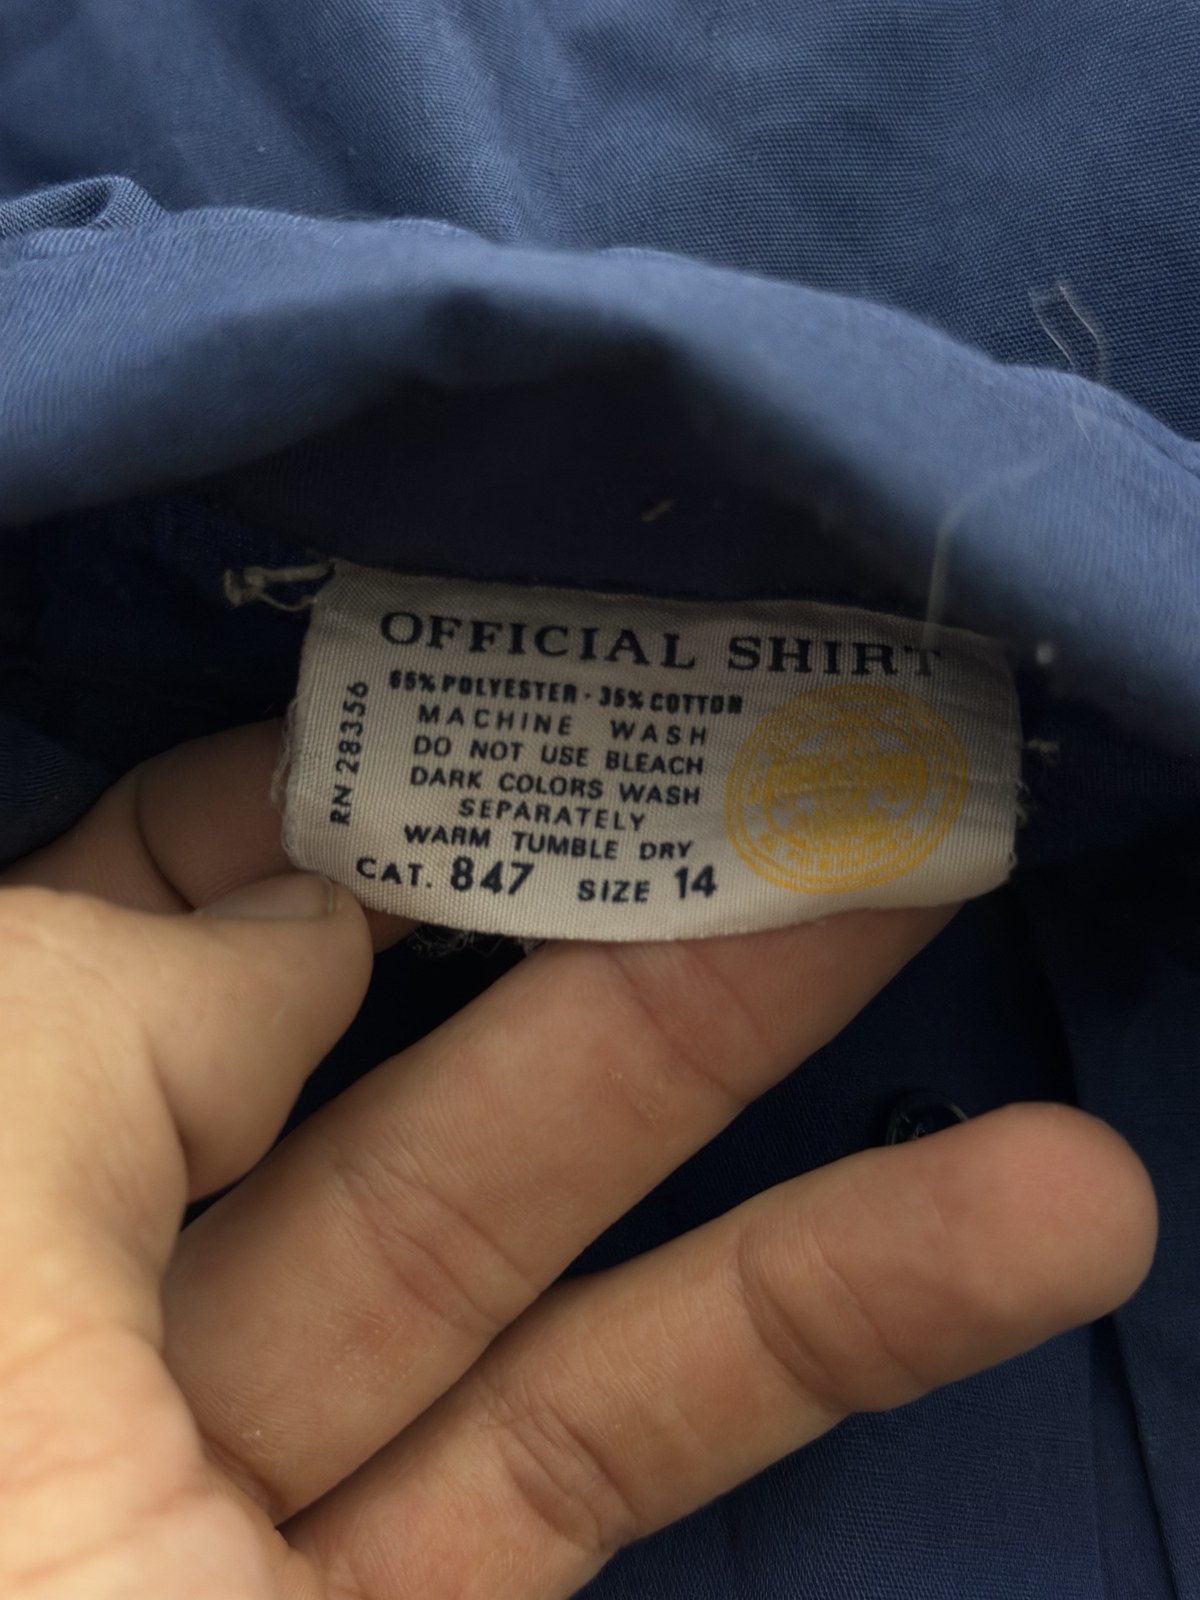 OFFICIAL SHIRT
65% POLYESTER - 35% COTTON
MACHINE WASH
DO NOT USE BLEACH
DARK COLORS WASH
SEPARATELY
WARM TUMBLE DRY
CAT. 847 SIZE 14
RN 28356